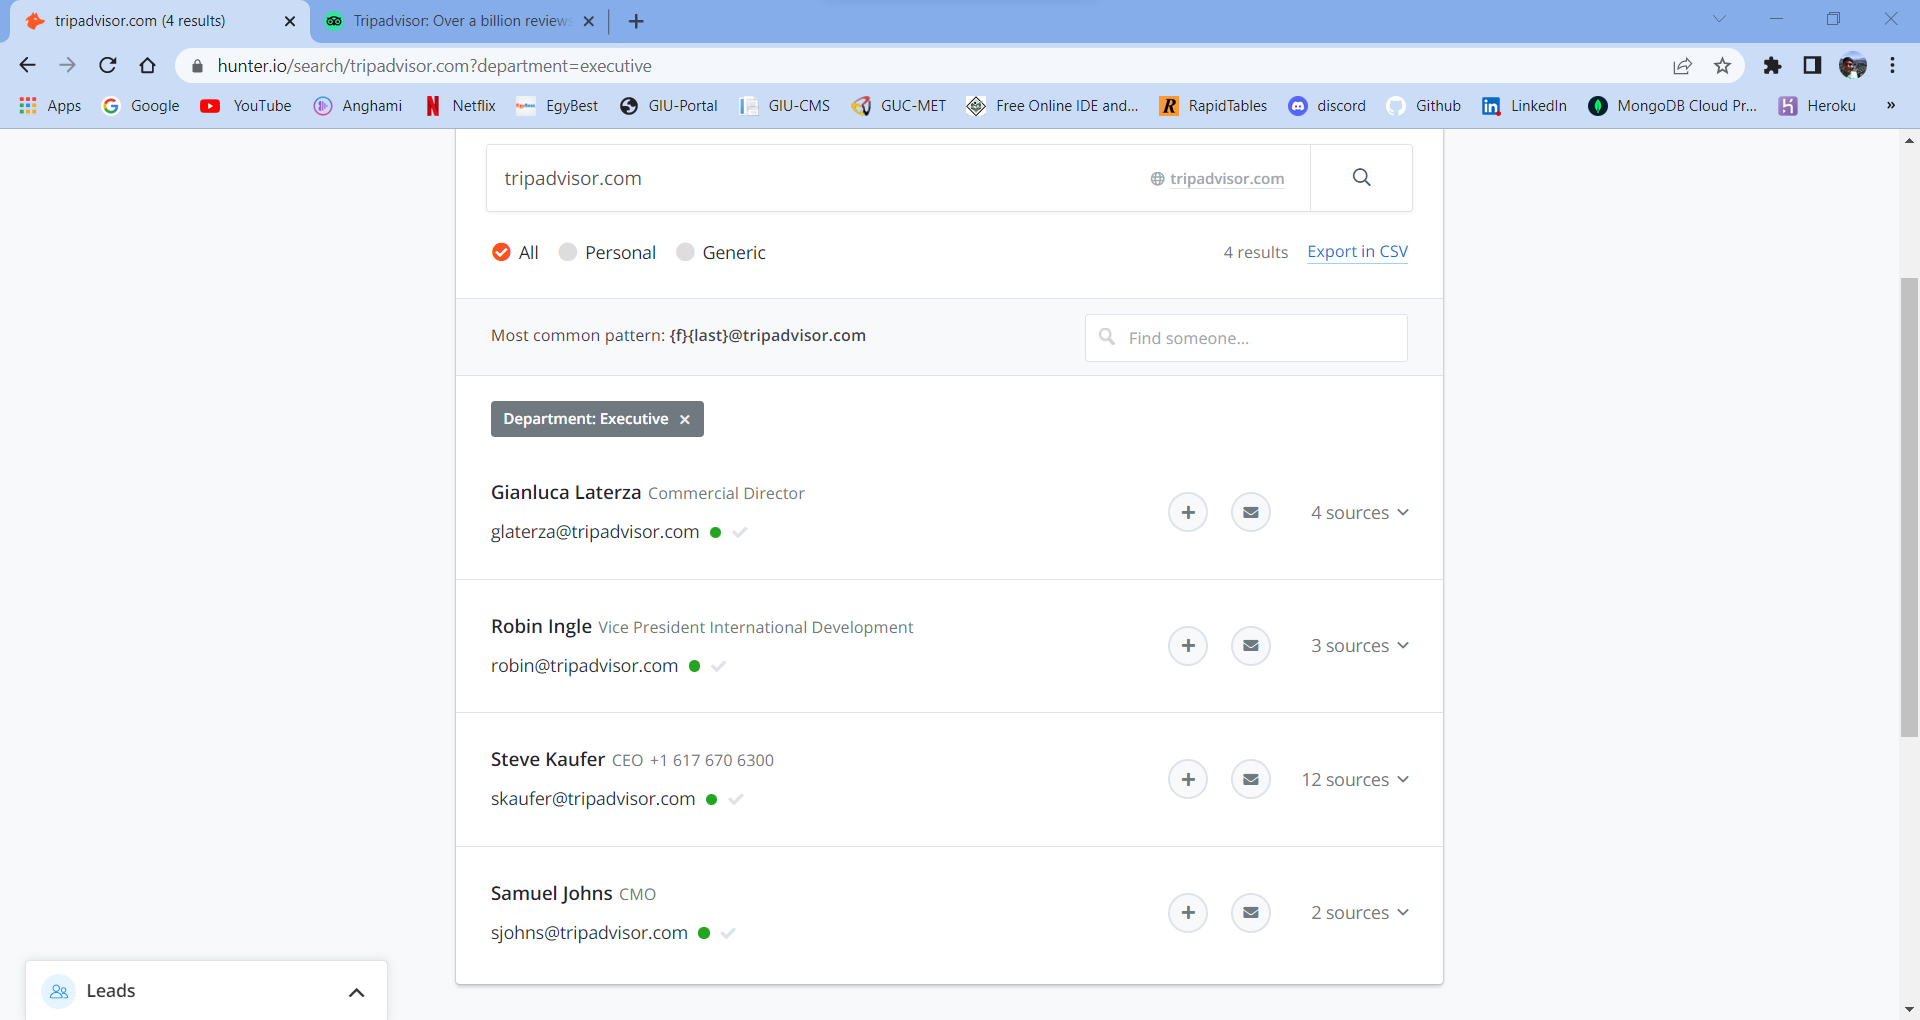 tripadvisor.com (4 results)
Tripadvisor: Over a billion reviews
hunter.io/search/tripadvisor.com?department=executive
Apps Google YouTube Anghami Netflix EgyBest GIU-Portal GIU-CMS GUC-MET Free Online IDE and... RapidTables discord Github LinkedIn MongoDB Cloud Pr... Heroku »
tripadvisor.com tripadvisor.com
All Personal Generic 4 results Export in CSV
Most common pattern: {f}{last}@tripadvisor.com Find someone...
Department: Executive ×
Gianluca Laterza Commercial Director
glaterza@tripadvisor.com
4 sources
Robin Ingle Vice President International Development
robin@tripadvisor.com
3 sources
Steve Kaufer CEO +1 617 670 6300
skaufer@tripadvisor.com
12 sources
Samuel Johns CMO
sjohns@tripadvisor.com
2 sources
Leads